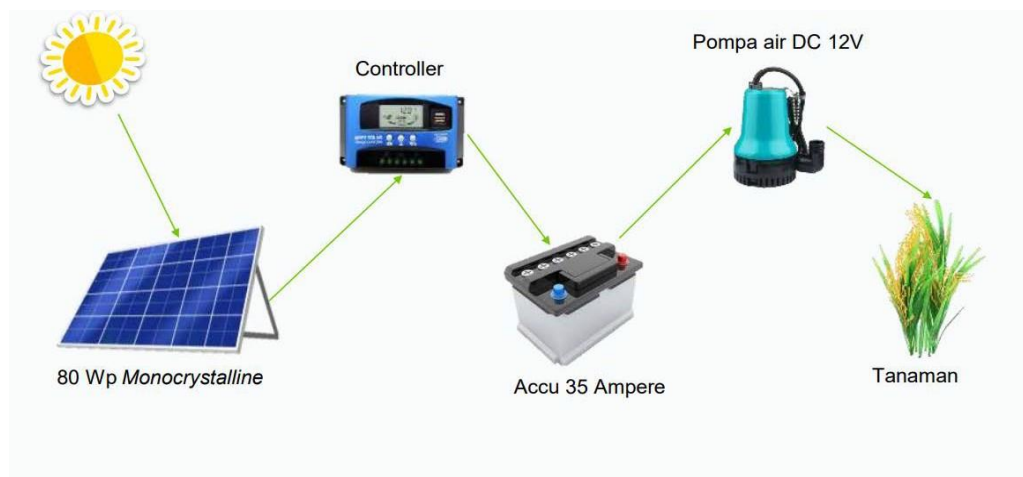 Pompa air DC 12V
Controller
80 Wp Monocrystalline
Accu 35 Ampere
Tanaman